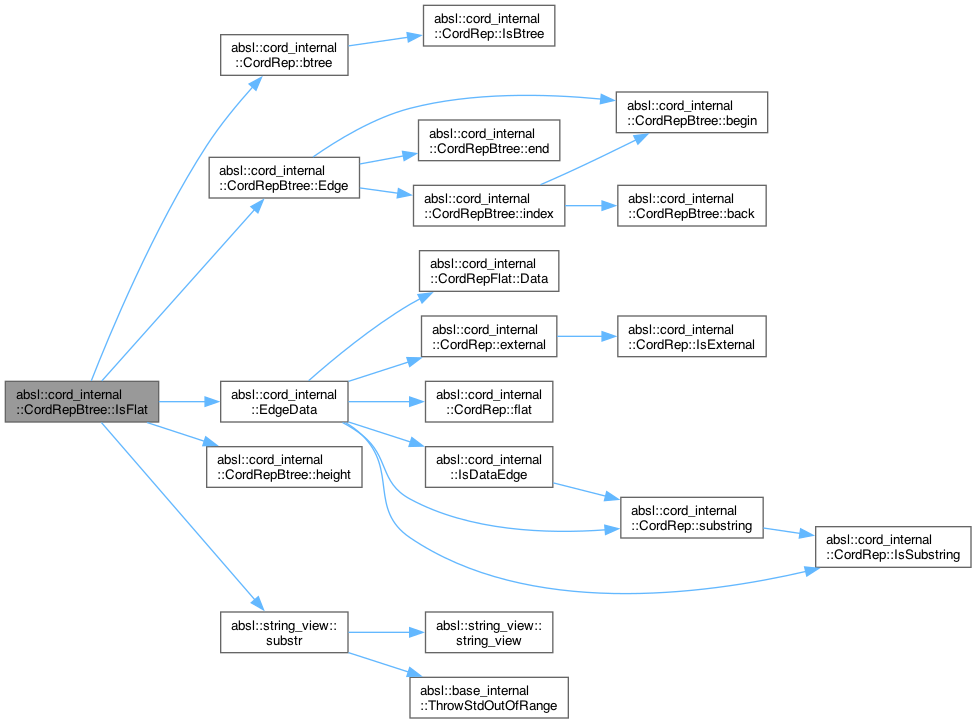 absl::cord_internal
::CordRepBtree::IsFlat
absl::cord_internal
::CordRep::btree
absl::cord_internal
::CordRep::IsBtree
absl::cord_internal
::CordRepBtree::Edge
absl::cord_internal
::CordRepBtree::begin
absl::cord_internal
::CordRepBtree::end
absl::cord_internal
::CordRepBtree::index
absl::cord_internal
::CordRepBtree::back
absl::cord_internal
::EdgeData
absl::cord_internal
::CordRepFlat::Data
absl::cord_internal
::CordRep::external
absl::cord_internal
::CordRep::IsExternal
absl::cord_internal
::CordRep::flat
absl::cord_internal
::IsDataEdge
absl::cord_internal
::CordRep::substring
absl::cord_internal
::CordRep::IsSubstring
absl::cord_internal
::CordRepBtree::height
absl::string_view::
substr
absl::string_view::
string_view
absl::base_internal
::ThrowStdOutOfRange